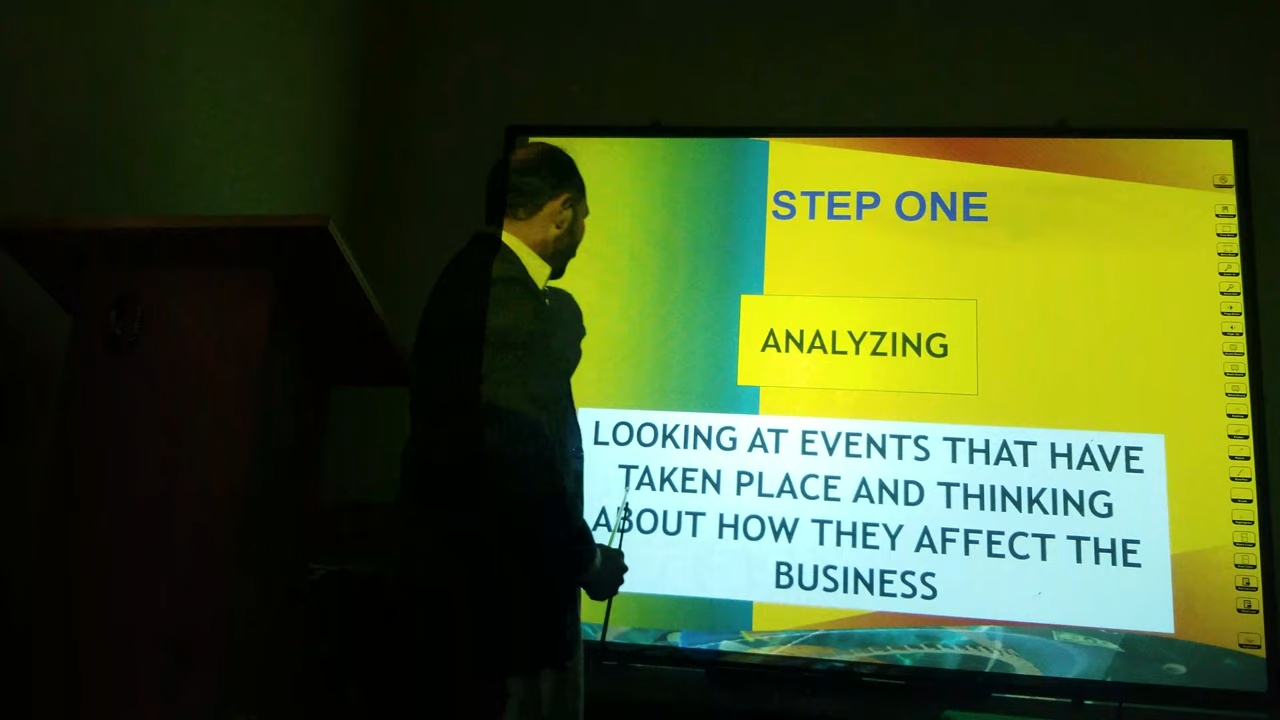 STEP ONE
ANALYZING
LOOKING AT EVENTS THAT HAVE
TAKEN PLACE AND THINKING
ABOUT HOW THEY AFFECT THE
BUSINESS